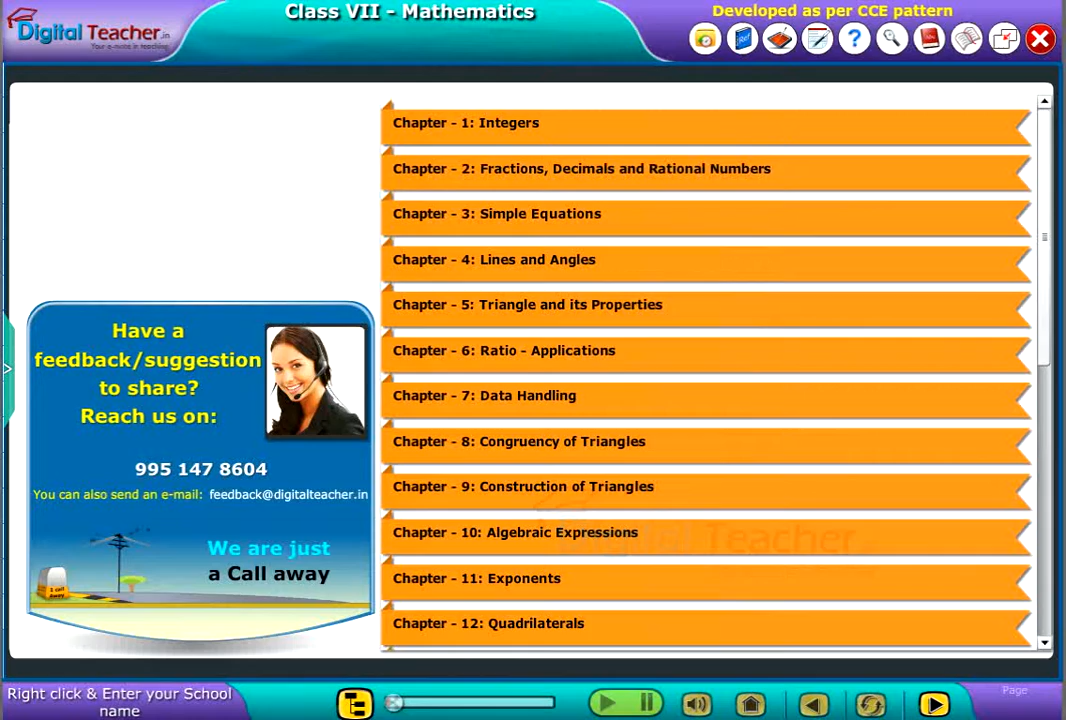 Digital Teacher.in
Your e-mate in teaching
Class VII - Mathematics
Developed as per CCE pattern
Chapter - 1: Integers
Chapter - 2: Fractions, Decimals and Rational Numbers
Chapter - 3: Simple Equations
Chapter - 4: Lines and Angles
Chapter - 5: Triangle and its Properties
Chapter - 6: Ratio - Applications
Chapter - 7: Data Handling
Chapter - 8: Congruency of Triangles
Chapter - 9: Construction of Triangles
Chapter - 10: Algebraic Expressions
Chapter - 11: Exponents
Chapter - 12: Quadrilaterals
Have a
feedback/suggestion
to share?
Reach us on:
995 147 8604
You can also send an e-mail: feedback@digitalteacher.in
We are just
a Call away
1 call
Away
Digital Teacher
Right click & Enter your School
name
Page